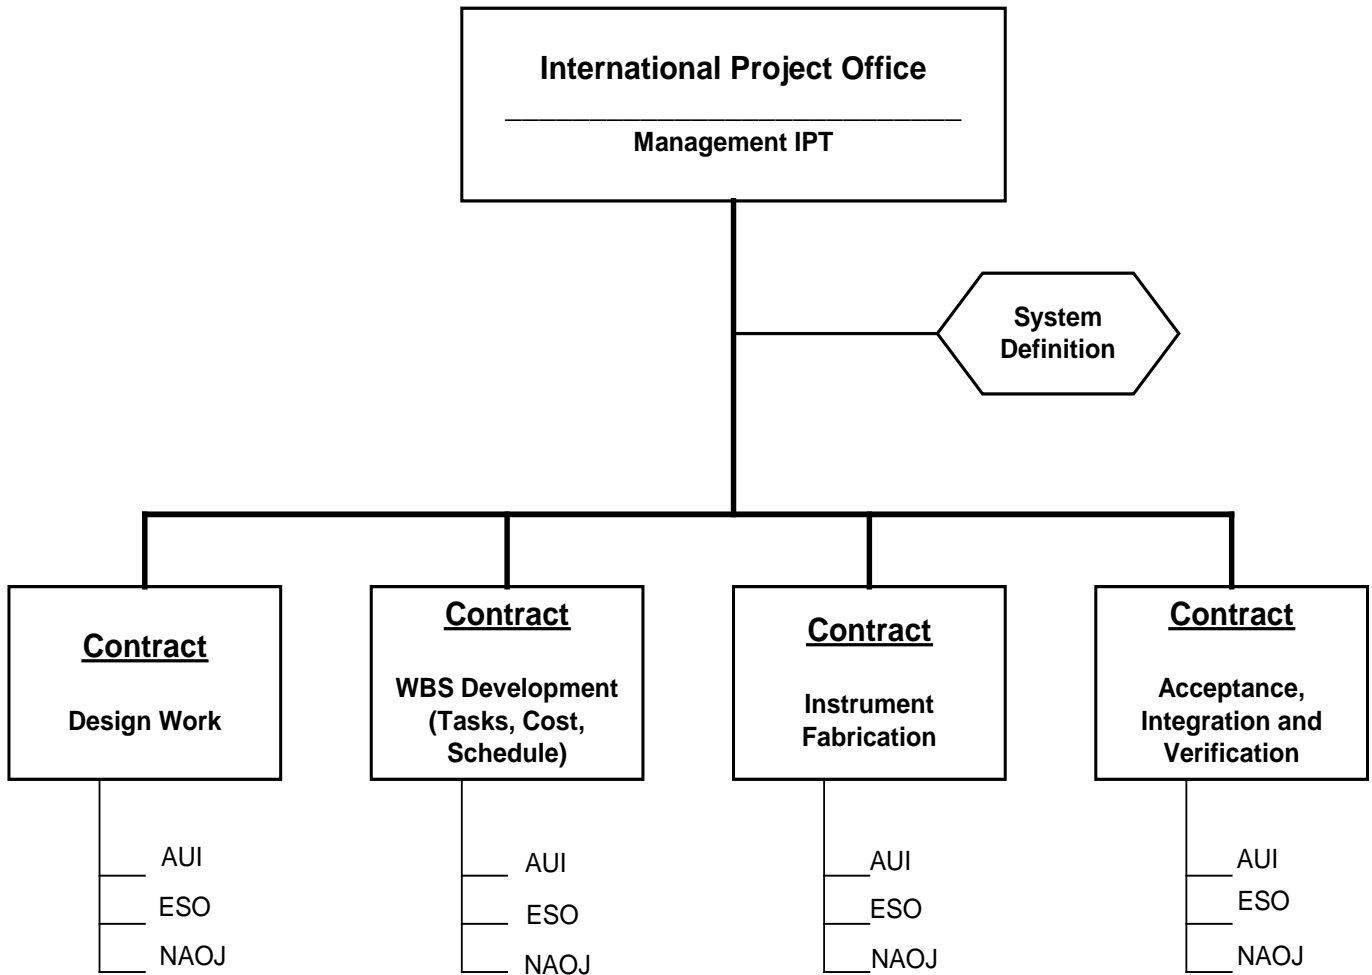 International Project Office
Management IPT
System
Definition
Contract
Design Work
Contract
WBS Development
(Tasks, Cost,
Schedule)
Contract
Instrument
Fabrication
Contract
Acceptance,
Integration and
Verification
AUI
ESO
NAOJ
AUI
ESO
NAOJ
AUI
ESO
NAOJ
AUI
ESO
NAOJ